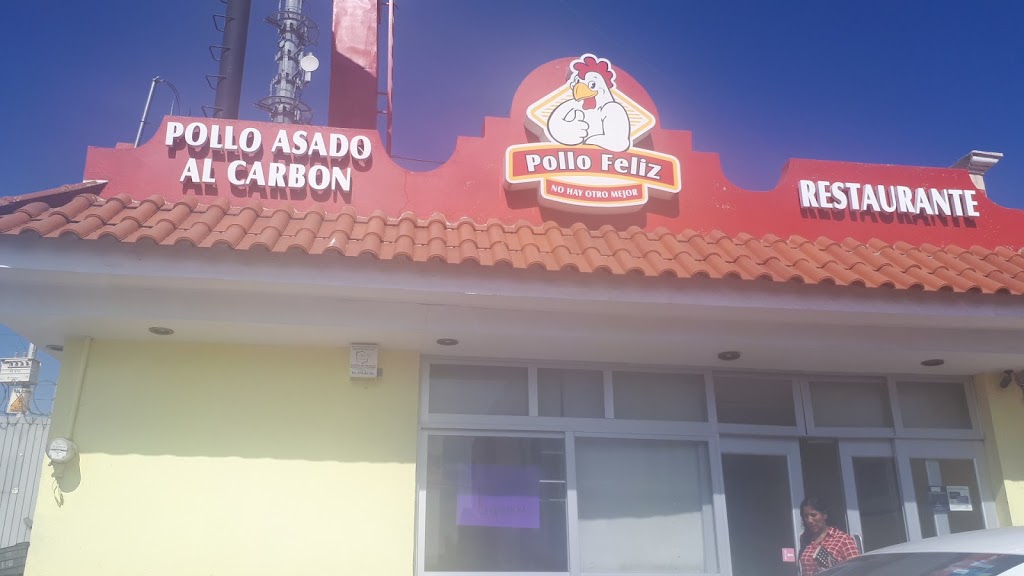 POLLO ASADO
AL CARBON
Pollo Feliz
NO HAY OTRO MEJOR
RESTAURANTE